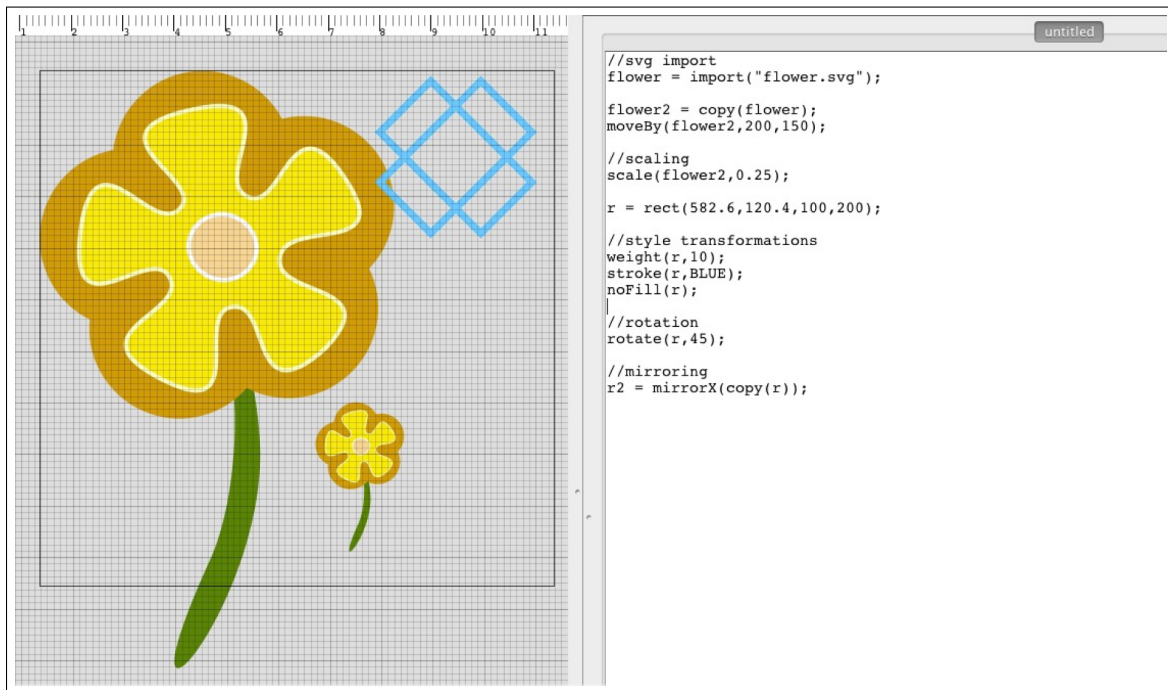 1 2 3 4 5 6 7 8 9 10 11
untitled
//svg import
flower = import("flower.svg");
flower2 = copy(flower);
moveBy(flower2,200,150);
//scaling
scale(flower2,0.25);
r = rect(582.6,120.4,100,200);
//style transformations
weight(r,10);
stroke(r,BLUE);
noFill(r);
//rotation
rotate(r,45);
//mirroring
r2 = mirrorX(copy(r));